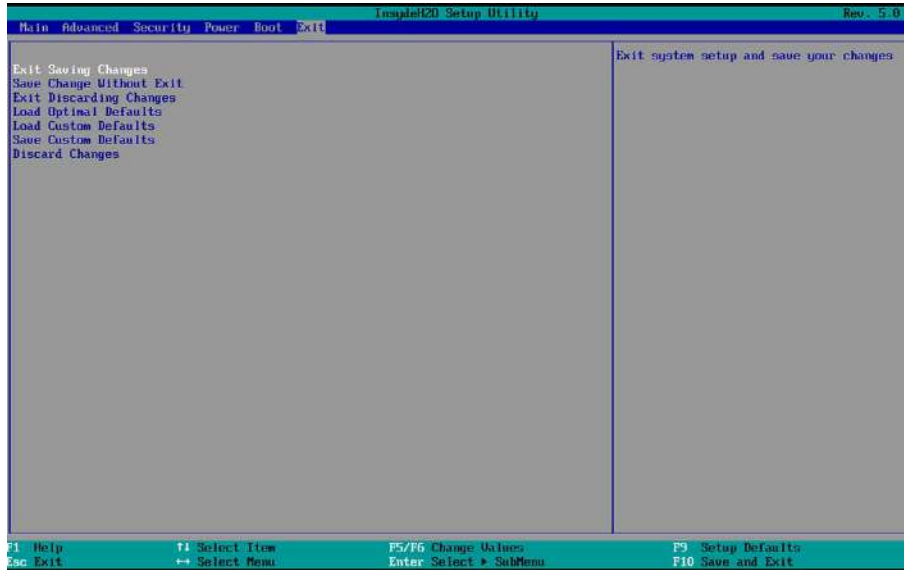 InsydeH20 Setup Utility Rev. 5.0
Main Advanced Security Power Boot Exit
Exit Saving Changes
Save Change Without Exit
Exit Discarding Changes
Load Optimal Defaults
Load Custom Defaults
Save Custom Defaults
Discard Changes
Exit system setup and save your changes
F1 Help ↑↓ Select Item F5/F6 Change Values F9 Setup Defaults
Esc Exit ↔ Select Menu Enter Select ▶ SubMenu F10 Save and Exit